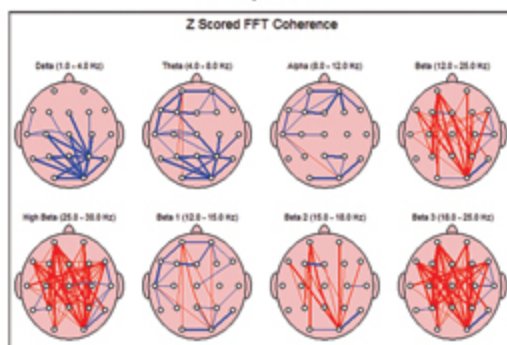 Z Scored FFT Coherence
Delta (1.0 - 4.0 Hz)
Theta (4.0 - 8.0 Hz)
Alpha (8.0 - 12.0 Hz)
Beta (12.0 - 25.0 Hz)
High Beta (25.0 - 30.0 Hz)
Beta 1 (12.0 - 15.0 Hz)
Beta 2 (15.0 - 18.0 Hz)
Beta 3 (18.0 - 25.0 Hz)